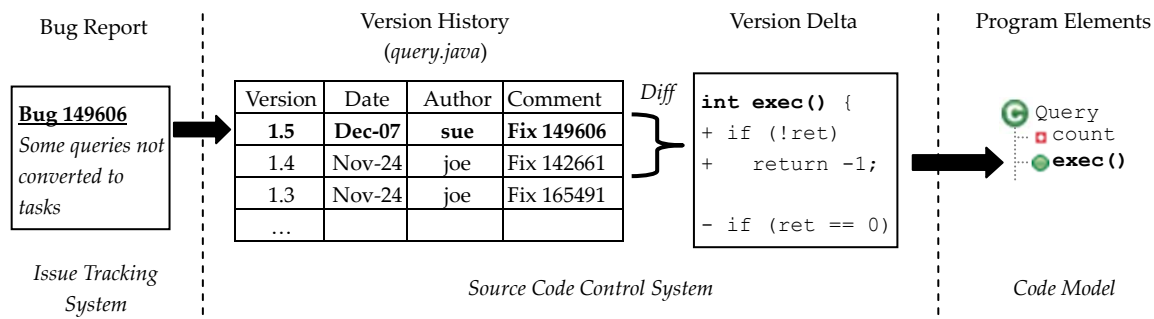 Bug Report
Version History
(query.java)
Version Delta
Program Elements
Bug 149606
Some queries not
converted to
tasks
Version Date Author Comment
1.5 Dec-07 sue Fix 149606
1.4 Nov-24 joe Fix 142661
1.3 Nov-24 joe Fix 165491
…
Diff
int exec() {
+ if (!ret)
+ return -1;
- if (ret == 0)
C Query
count
exec()
Issue Tracking
System
Source Code Control System
Code Model